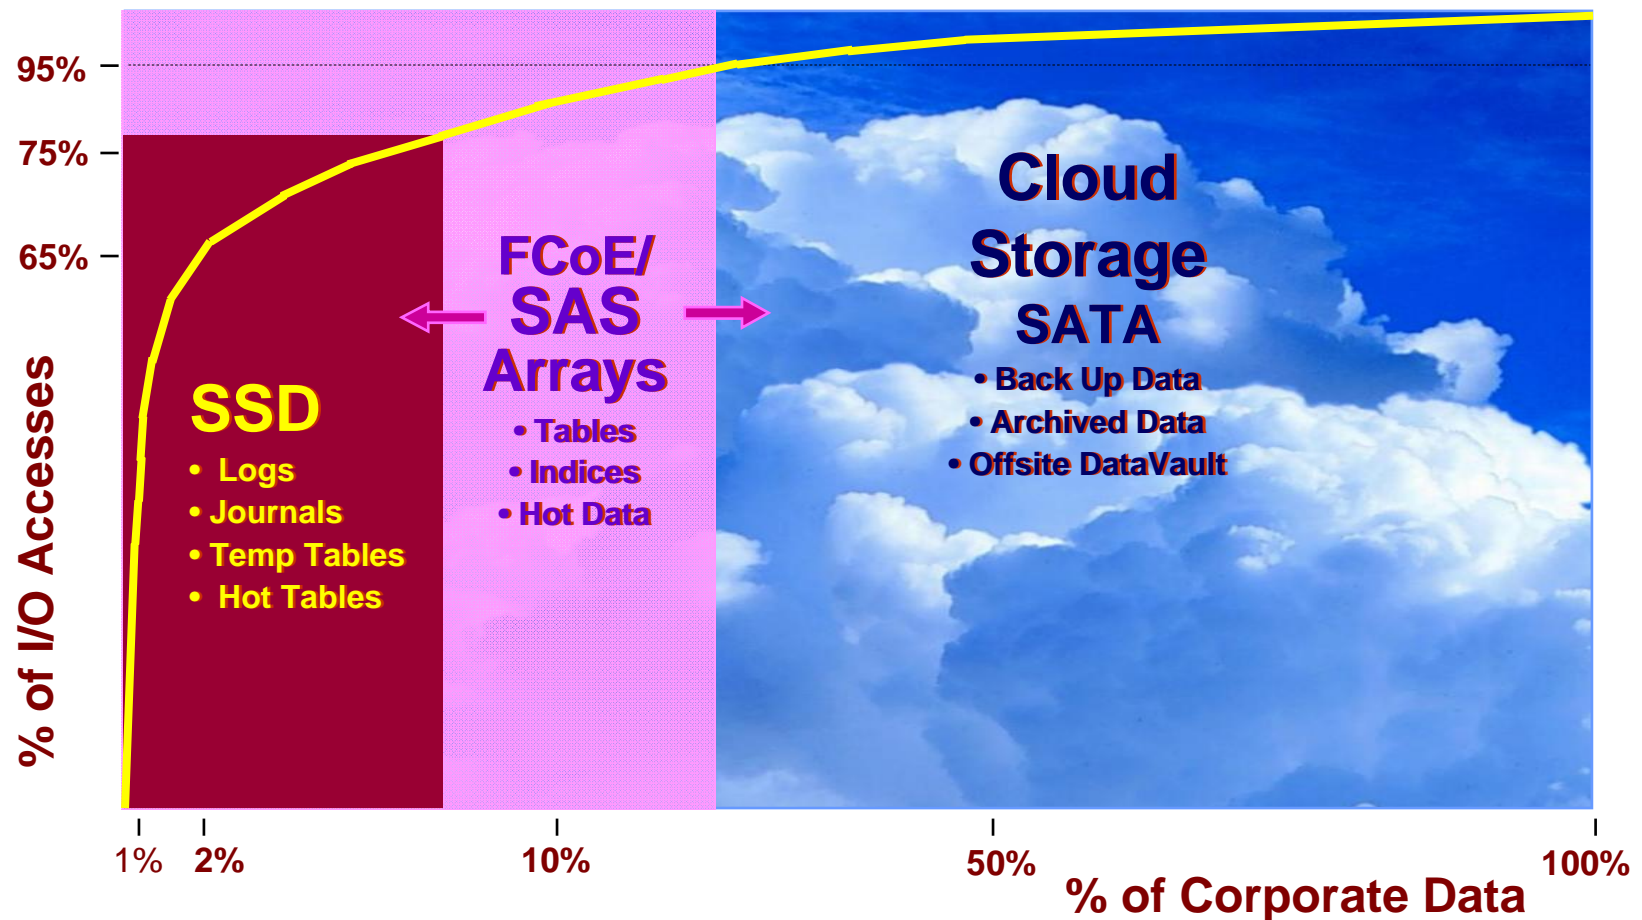 95%
75%
65%
% of I/O Accesses
SSD
• Logs
• Journals
• Temp Tables
• Hot Tables
FCoE/
SAS
Arrays
• Tables
• Indices
• Hot Data
Cloud
Storage
SATA
• Back Up Data
• Archived Data
• Offsite DataVault
1%
2%
10%
50%
100%
% of Corporate Data